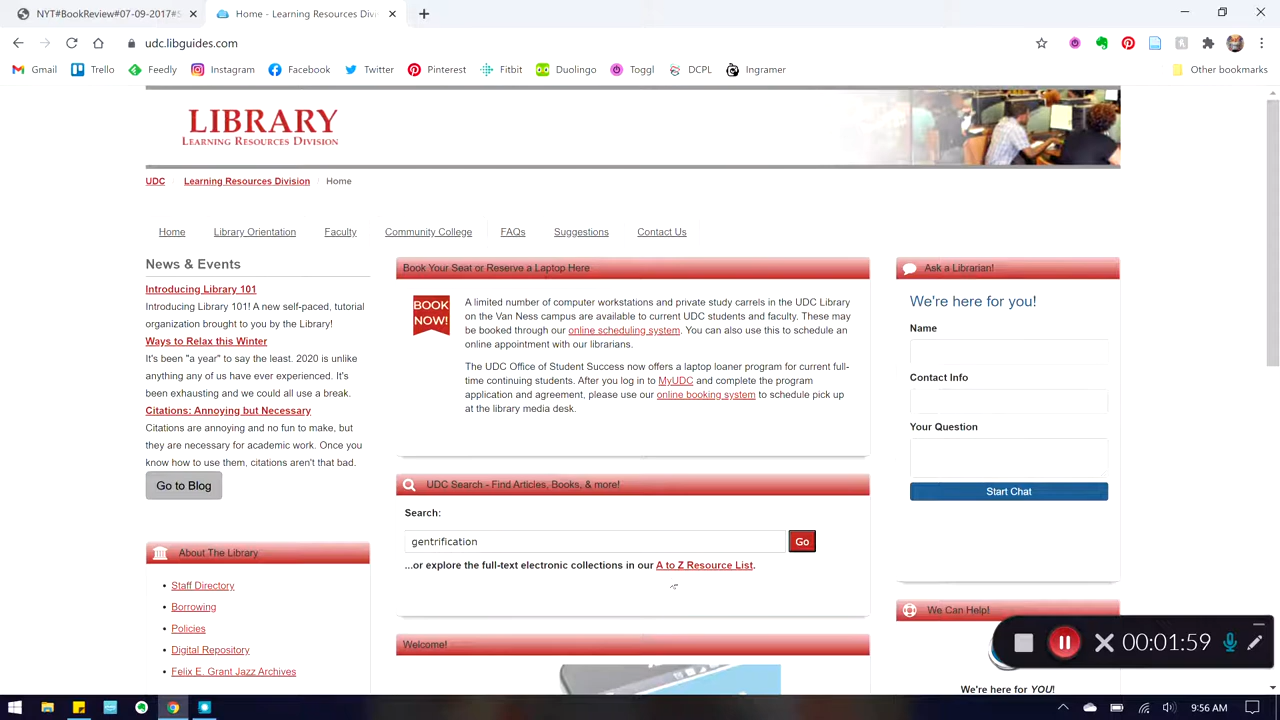 NYT#BookReview#07-09-2017#S
Home - Learning Resources Divi
udc.libguides.com
Gmail
Trello
Feedly
Instagram
Facebook
Twitter
Pinterest
Fitbit
Duolingo
Toggl
DCPL
Ingramer
Other bookmarks
LIBRARY
LEARNING RESOURCES DIVISION
UDC
Learning Resources Division / Home
Home
Library Orientation
Faculty
Community College
FAQs
Suggestions
Contact Us
News & Events
Introducing Library 101
Introducing Library 101! A new self-paced, tutorial
organization brought to you by the Library!
Ways to Relax this Winter
It's been "a year" to say the least. 2020 is unlike
anything any of us have ever experienced. It's
been exhausting and we could all use a break.
Citations: Annoying but Necessary
Citations are annoying and no fun to make, but
they are necessary for academic work. Once you
know how to use them, citations aren't that bad.
Go to Blog
About The Library
• Staff Directory
• Borrowing
• Policies
• Digital Repository
• Felix E. Grant Jazz Archives
Book Your Seat or Reserve a Laptop Here
BOOK
NOW!
A limited number of computer workstations and private study carrels in the UDC Library
on the Van Ness campus are available to current UDC students and faculty. These may
be booked through our online scheduling system. You can also use this to schedule an
online appointment with our librarians.
The UDC Office of Student Success now offers a laptop loaner program for current full-
time continuing students. After you log in to MyUDC and complete the program
application and agreement, please use our online booking system to schedule pick up
at the library media desk.
UDC Search - Find Articles, Books, & more!
Search:
gentrification
Go
...or explore the full-text electronic collections in our A to Z Resource List.
Welcome!
Ask a Librarian!
We're here for you!
Name
Contact Info
Your Question
Start Chat
We Can Help!
We're here for YOU!
00:01:59
9:56 AM